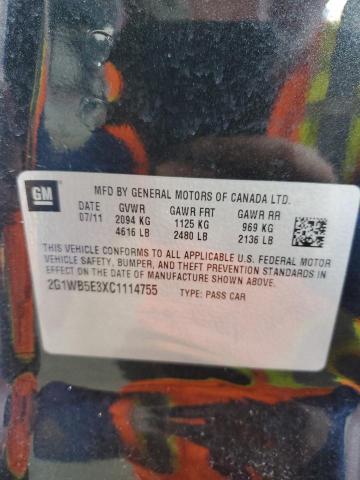 GM
MFD BY GENERAL MOTORS OF CANADA LTD.
DATE GVWR GAWR FRT GAWR RR
07/11 2094 KG 1125 KG 969 KG
4616 LB 2480 LB 2136 LB
THIS VEHICLE CONFORMS TO ALL APPLICABLE U.S. FEDERAL MOTOR
VEHICLE SAFETY, BUMPER, AND THEFT PREVENTION STANDARDS IN
EFFECT ON THE DATE OF MANUFACTURE SHOWN ABOVE.
2G1WB5E3XC1114755 TYPE: PASS CAR